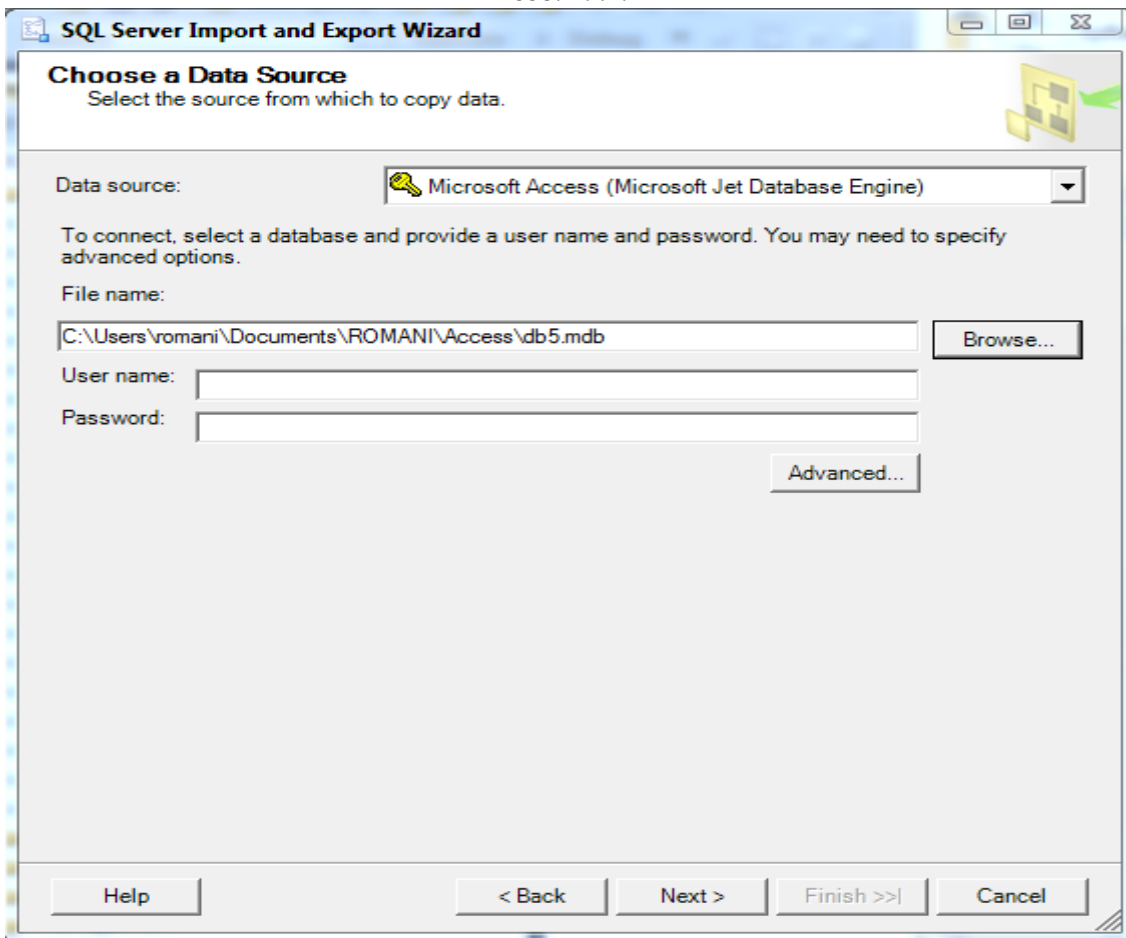 SQL Server Import and Export Wizard
Choose a Data Source
Select the source from which to copy data.
Data source:
Microsoft Access (Microsoft Jet Database Engine)
To connect, select a database and provide a user name and password. You may need to specify
advanced options.
File name:
C:\Users\romani\Documents\ROMANI\Access\db5.mdb
Browse...
User name:
Password:
Advanced...
Help
< Back
Next >
Finish >>|
Cancel